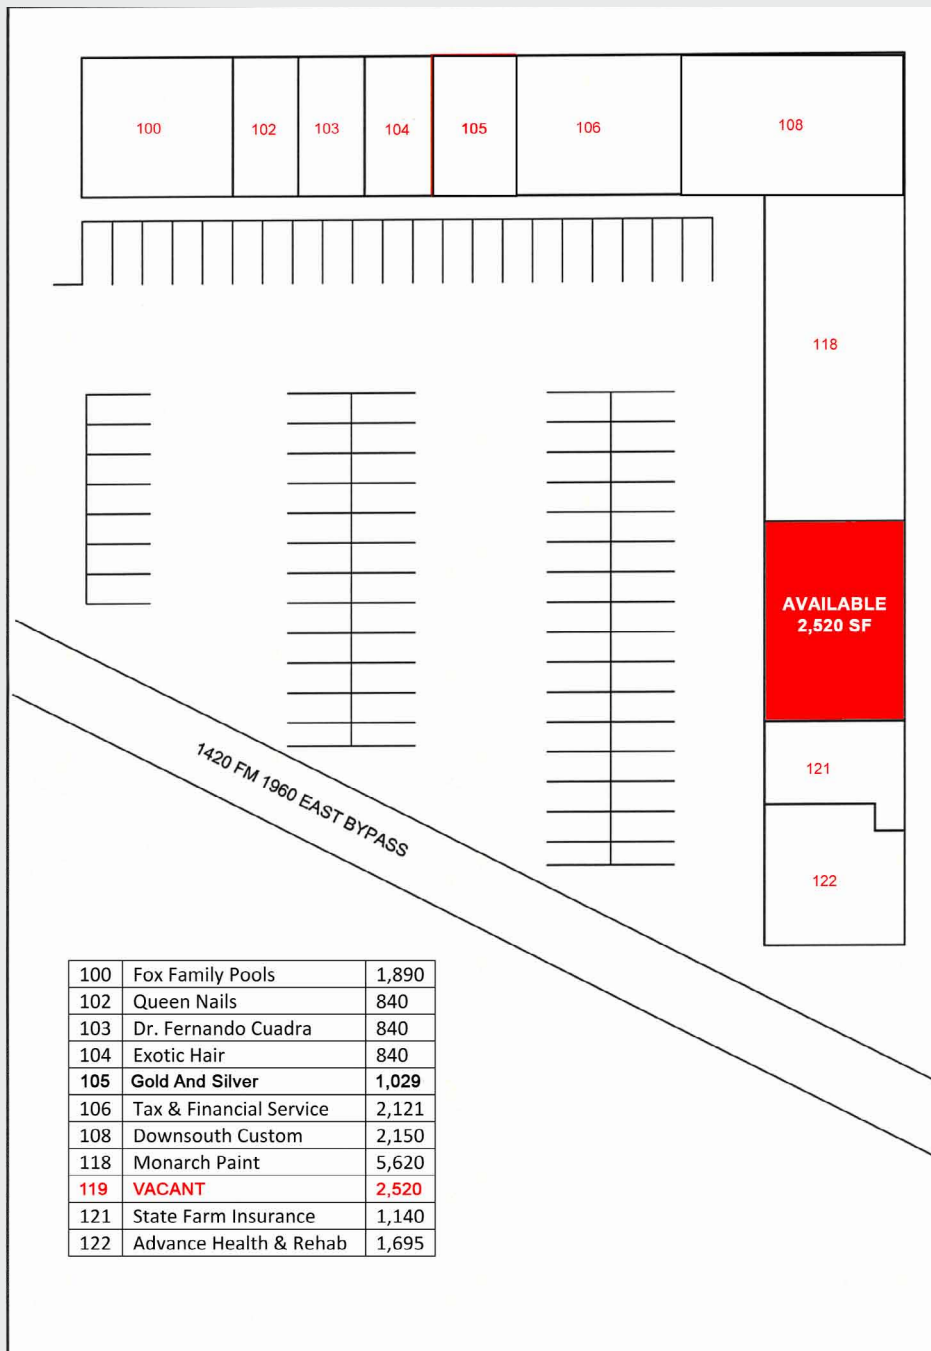 100
102
103
104
105
106
108
118
AVAILABLE
2,520 SF
121
122
1420 FM 1960 EAST BYPASS
100 Fox Family Pools 1,890
102 Queen Nails 840
103 Dr. Fernando Cuadra 840
104 Exotic Hair 840
105 Gold And Silver 1,029
106 Tax & Financial Service 2,121
108 Downsouth Custom 2,150
118 Monarch Paint 5,620
119 VACANT 2,520
121 State Farm Insurance 1,140
122 Advance Health & Rehab 1,695